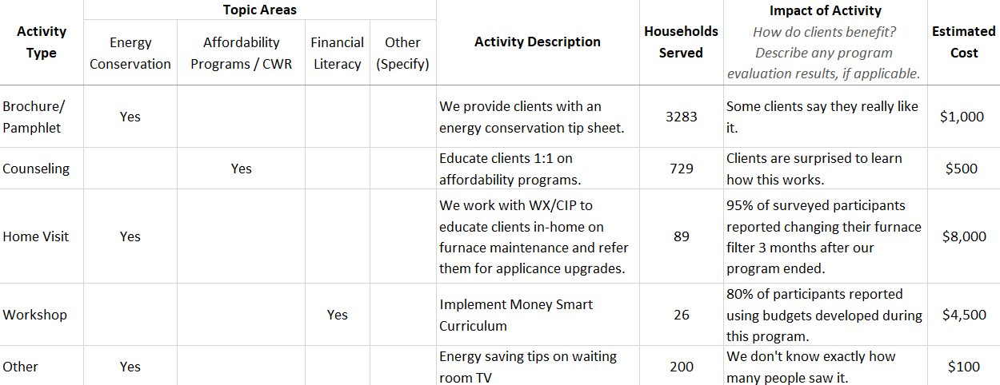 Activity
Type
Topic Areas
Energy
Conservation
Affordability
Programs / CWR
Financial
Literacy
Other
(Specify)
Activity Description
Households
Served
Impact of Activity
How do clients benefit?
Describe any program
evaluation results, if applicable.
Estimated
Cost
Brochure/
Pamphlet
Yes
We provide clients with an
energy conservation tip sheet.
3283
Some clients say they really like
it.
$1,000
Counseling
Yes
Educate clients 1:1 on
affordability programs.
729
Clients are surprised to learn
how this works.
$500
Home Visit
Yes
We work with WX/CIP to
educate clients in-home on
furnace maintenance and refer
them for applicance upgrades.
89
95% of surveyed participants
reported changing their furnace
filter 3 months after our
program ended.
$8,000
Workshop
Yes
Implement Money Smart
Curriculum
26
80% of participants reported
using budgets developed during
this program.
$4,500
Other
Yes
Energy saving tips on waiting
room TV
200
We don't know exactly how
many people saw it.
$100